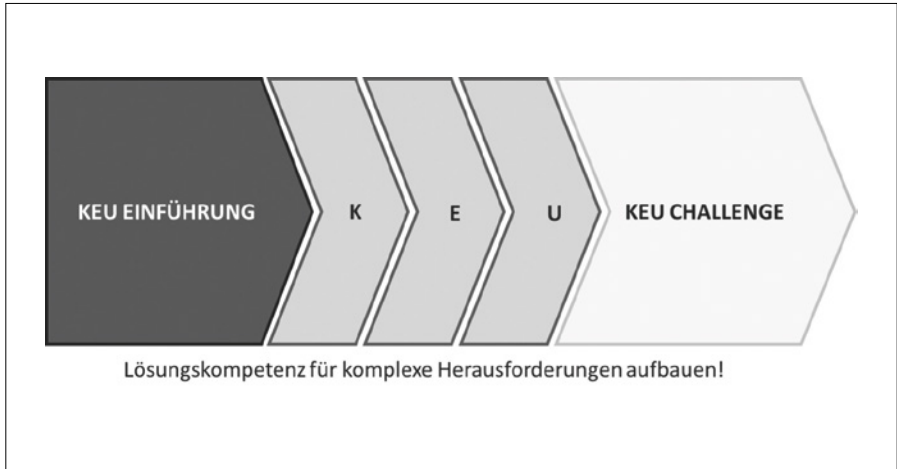 KEU EINFÜHRUNG
K
E
U
KEU CHALLENGE
Lösungskompetenz für komplexe Herausforderungen aufbauen!